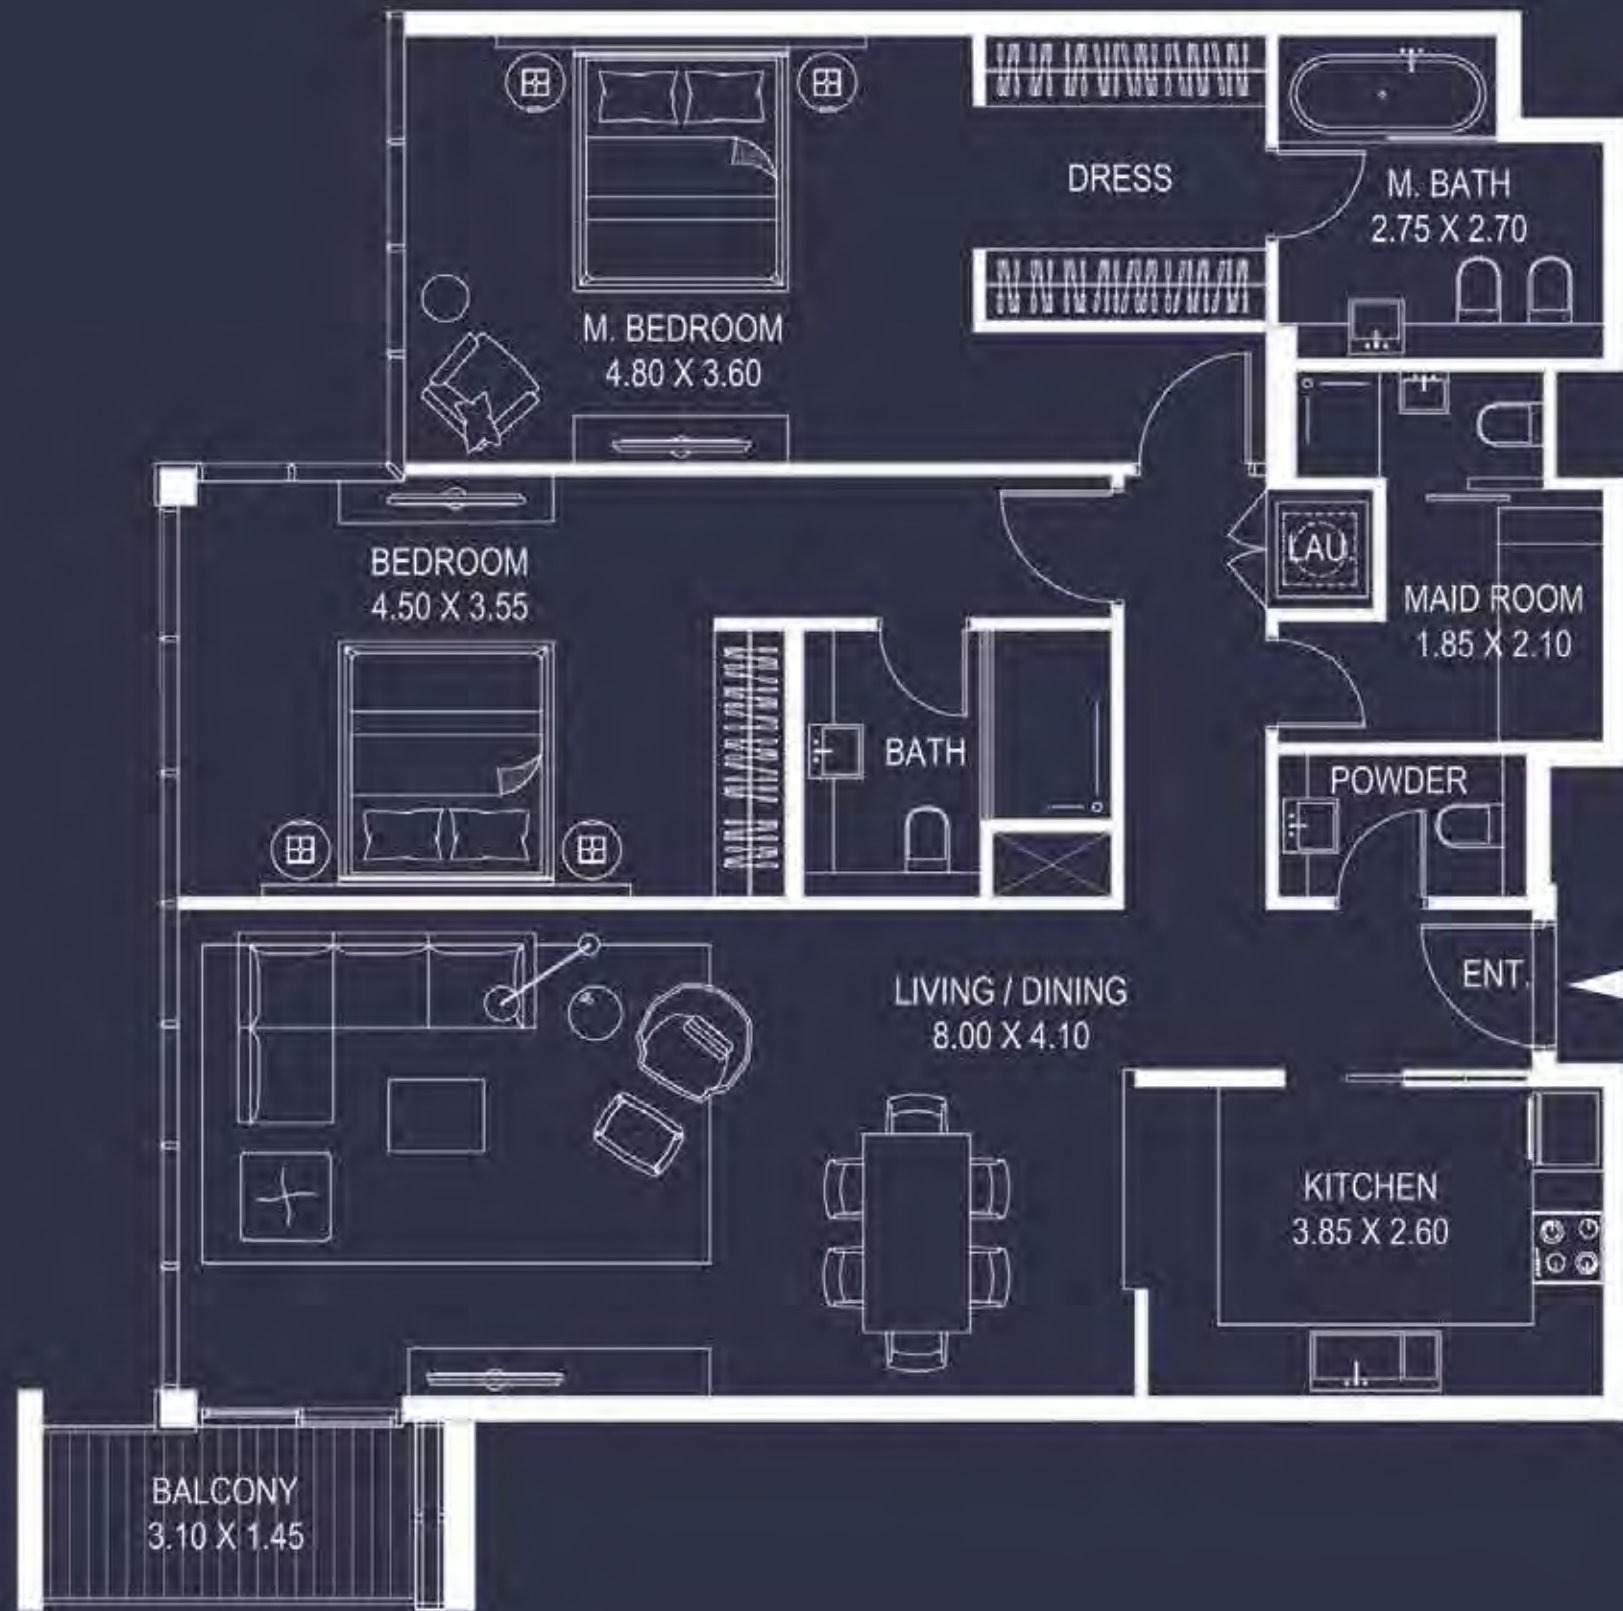 DRESS
M. BATH
2.75 X 2.70
M. BEDROOM
4.80 X 3.60
BEDROOM
4.50 X 3.55
LAU
MAID ROOM
1.85 X 2.10
BATH
POWDER
LIVING / DINING
8.00 X 4.10
ENT.
KITCHEN
3.85 X 2.60
BALCONY
3.10 X 1.45